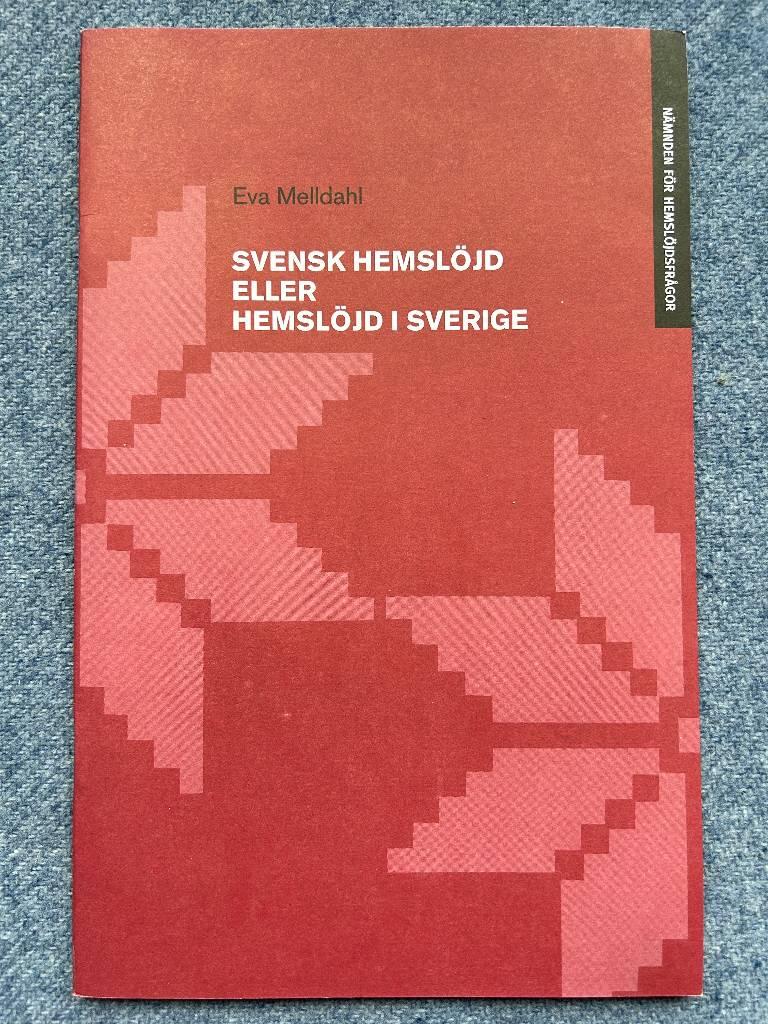 Eva Melldahl
SVENSK HEMSLÖJD
ELLER
HEMSLÖJD I SVERIGE
NÄMNDEN FÖR HEMSLÖJDSFRÅGOR